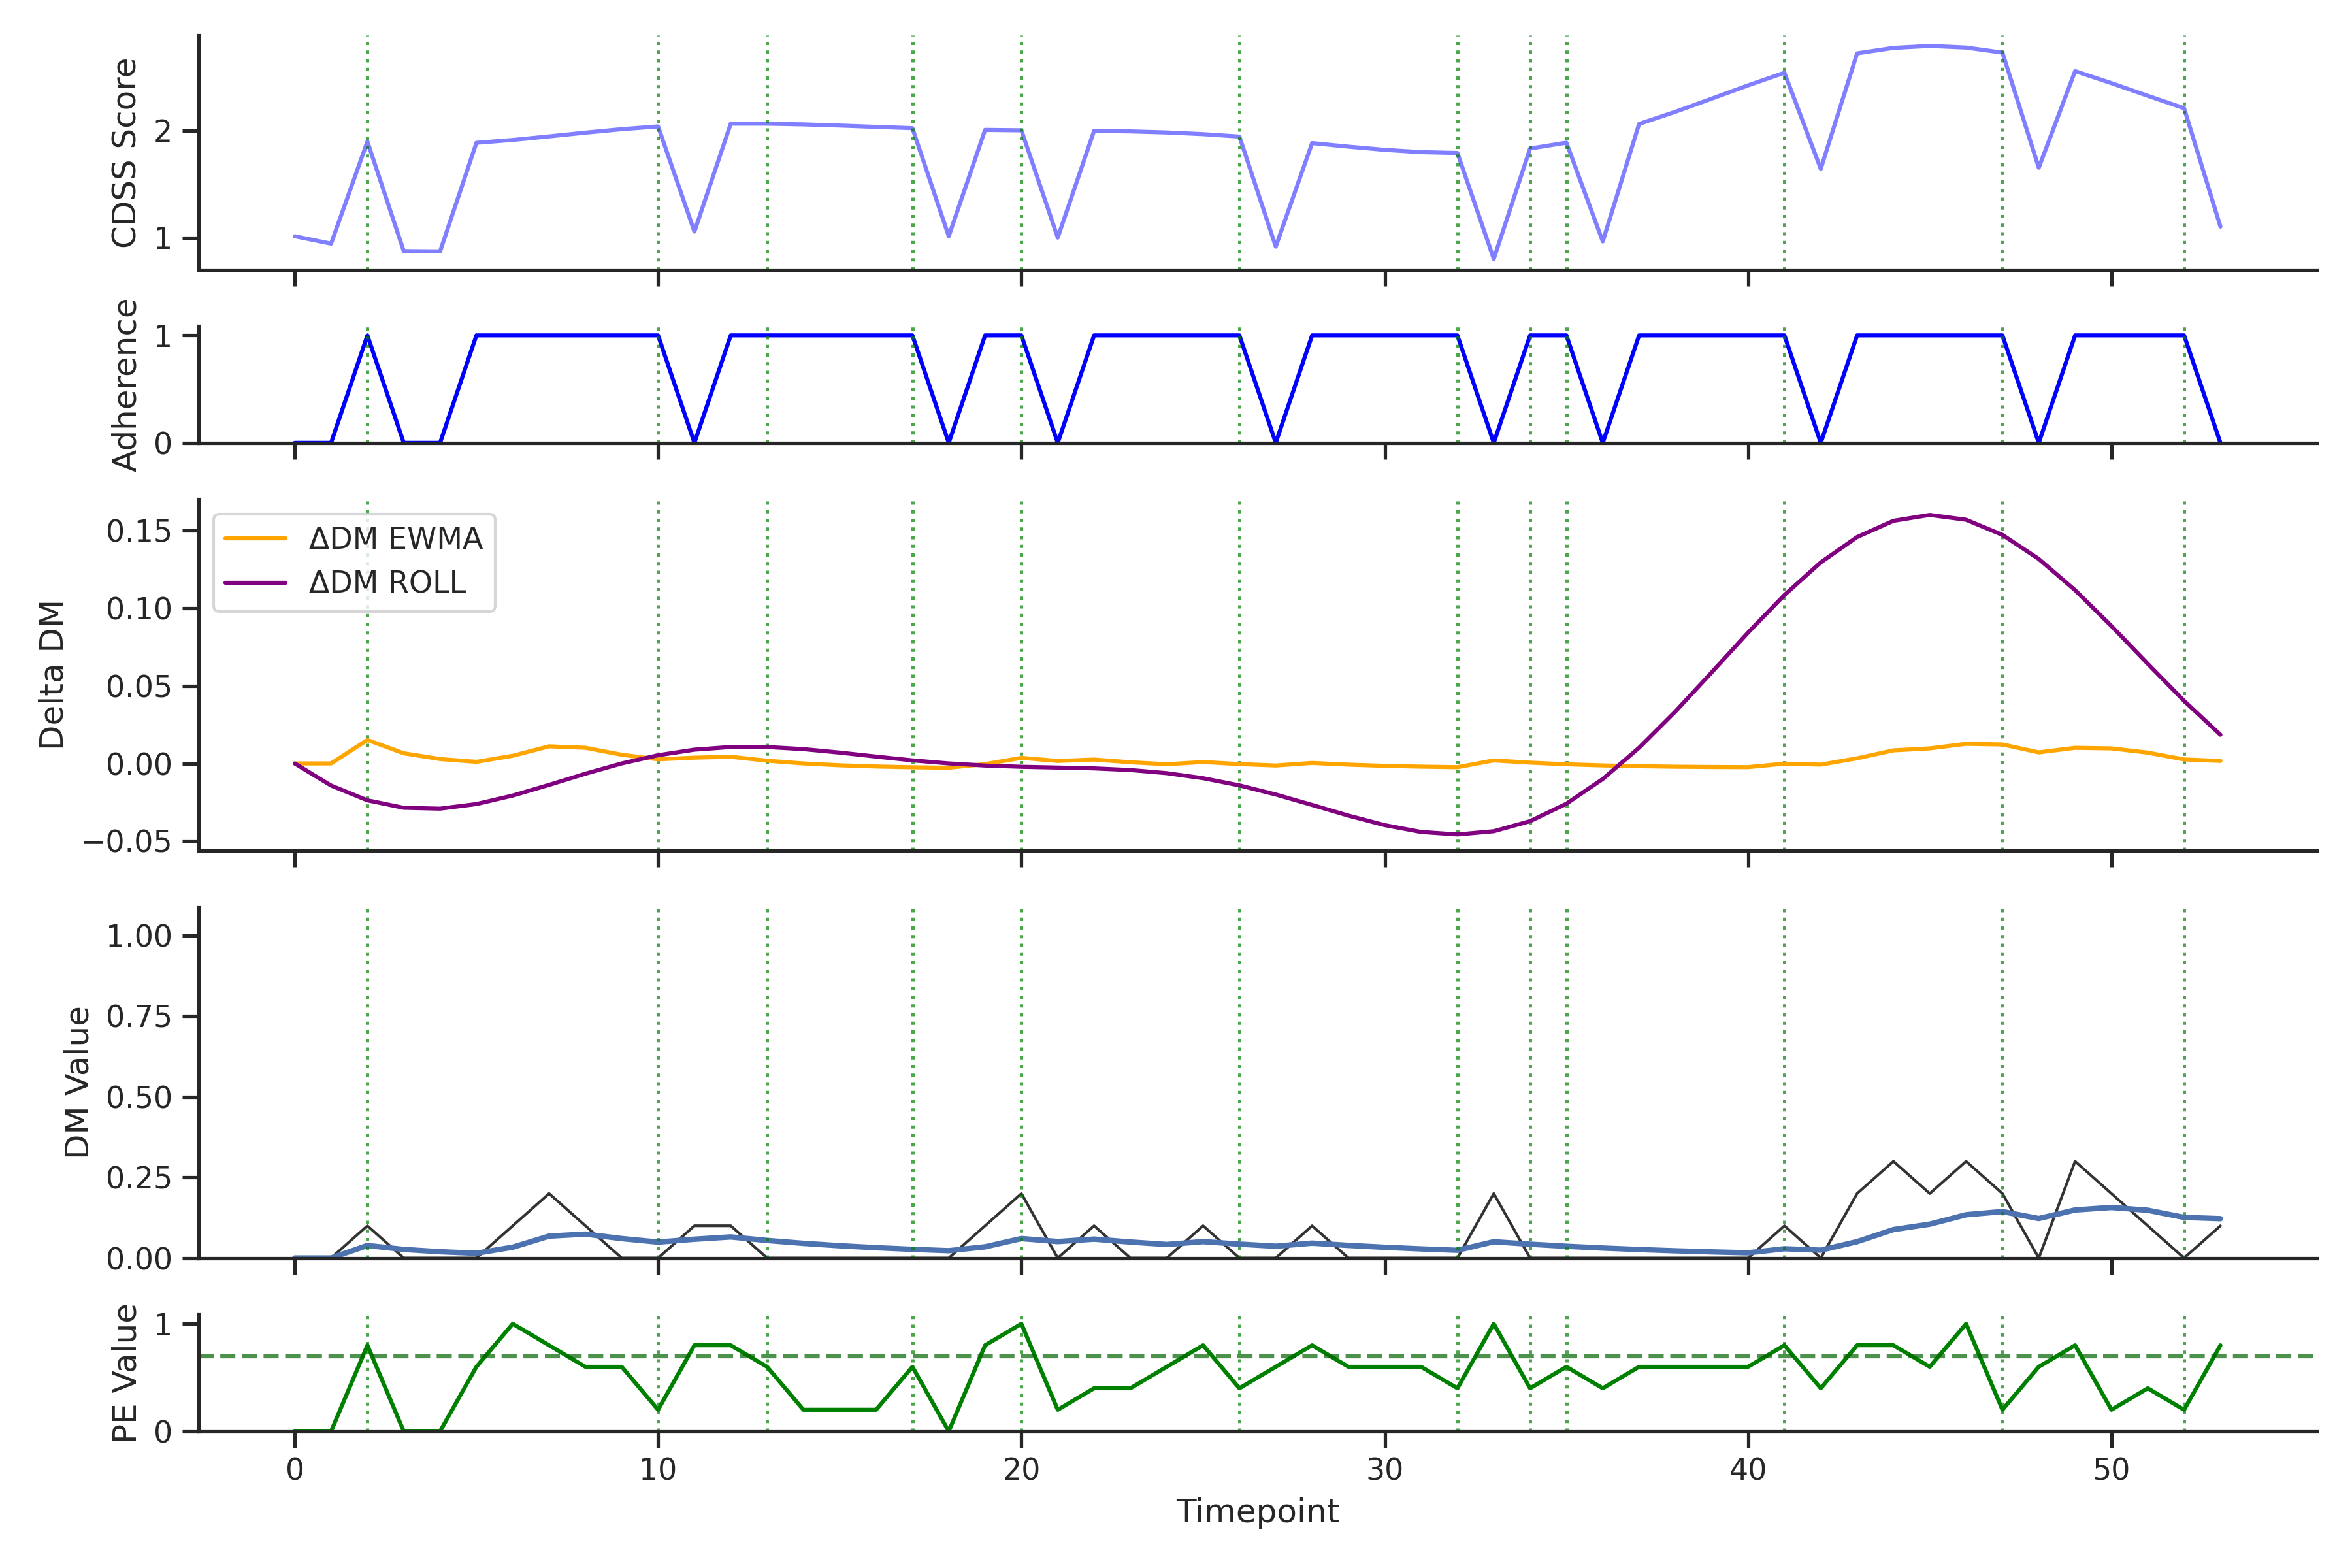 CDSS Score
2
1
Adherence
1
0
Delta DM
0.15
0.10
0.05
0.00
−0.05
ΔDM EWMA
ΔDM ROLL
DM Value
1.00
0.75
0.50
0.25
0.00
PE Value
1
0
0 10 20 30 40 50
Timepoint